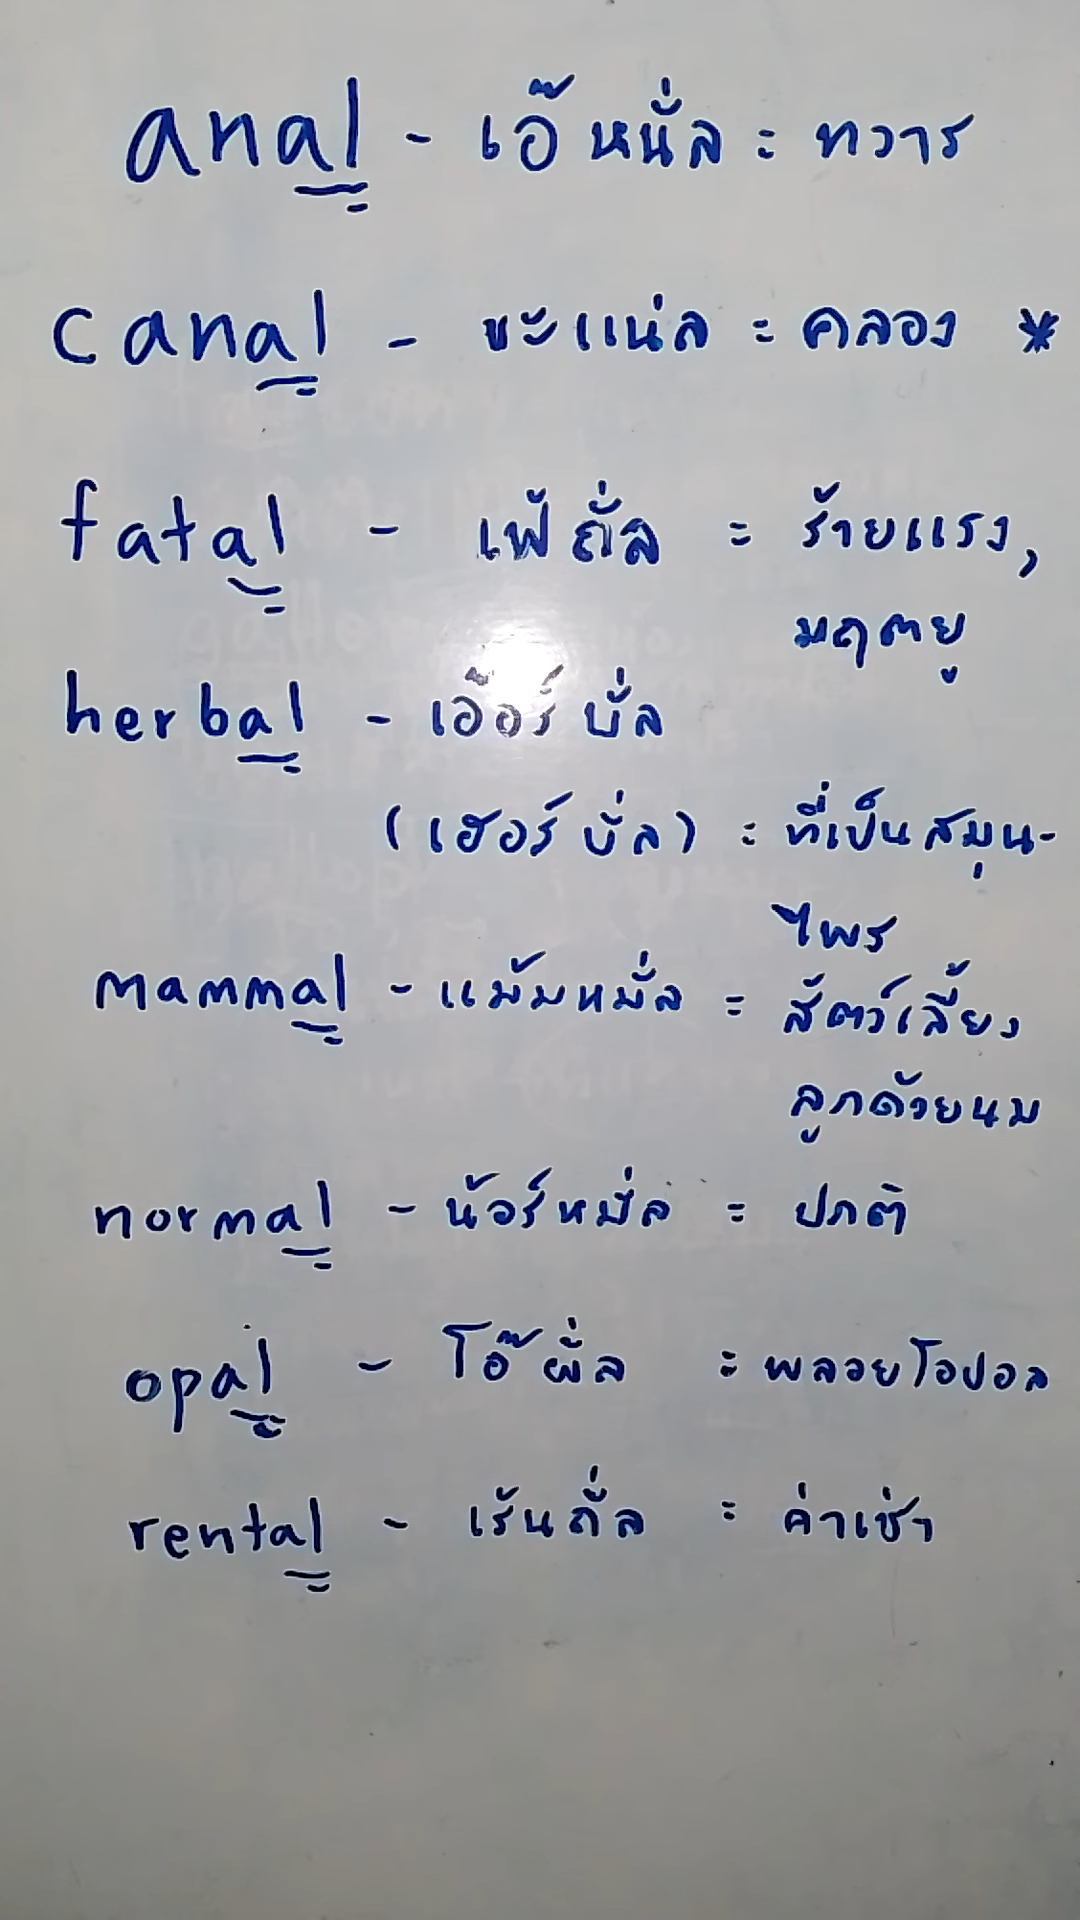 anal - เอ๊หนั่ล = ทวาร
canal - ขะแน่ล = คลอง *
fatal - เฟ้ถั่ล = ร้ายแรง,
มฤตยู
herbal - เอ๊อร์บั่ล
(เฮอร์บั่ล) = ที่เป็นสมุน-
ไพร
mammal - แม้มหมั่ล = สัตว์เลี้ยง
ลูกด้วยนม
normal - น้อร์หมั่ล = ปกติ
opal - โอ๊ผั่ล = พลอยโอปอล
rental - เร้นถั่ล = ค่าเช่า